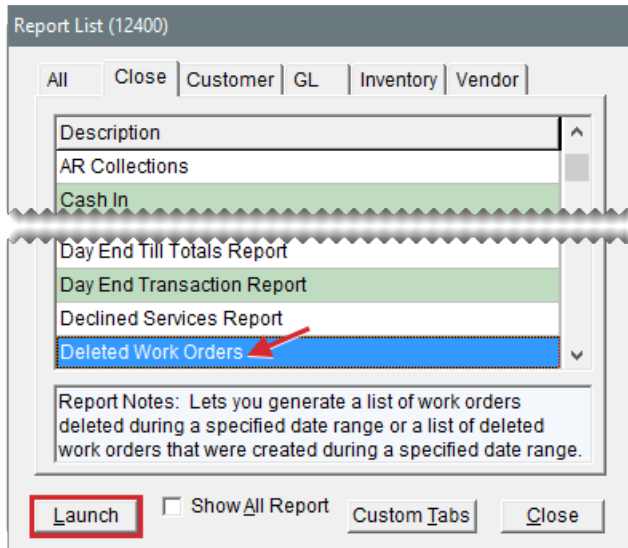 Report List (12400)
All Close Customer GL Inventory Vendor
Description
AR Collections
Cash In
Day End Till Totals Report
Day End Transaction Report
Declined Services Report
Deleted Work Orders
Report Notes: Lets you generate a list of work orders
deleted during a specified date range or a list of deleted
work orders that were created during a specified date range.
Launch Show All Report Custom Tabs Close